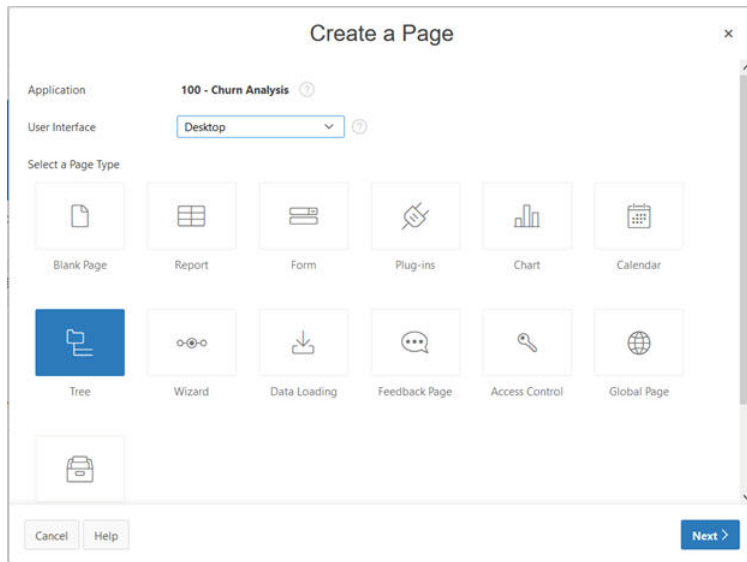 Create a Page
Application 100 - Churn Analysis
User Interface Desktop
Select a Page Type
Blank Page Report Form Plug-ins Chart Calendar
Tree Wizard Data Loading Feedback Page Access Control Global Page
Cancel Help Next